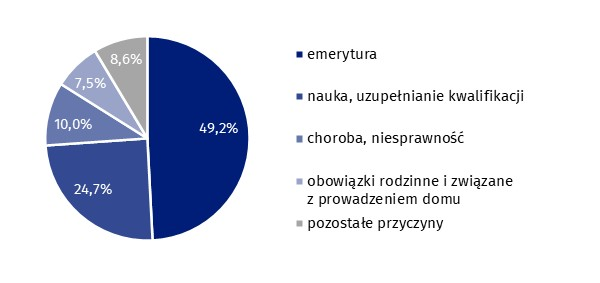 8,6%
7,5%
10,0%
24,7%
49,2%
emerytura
nauka, uzupełnianie kwalifikacji
choroba, niesprawność
obowiązki rodzinne i związane
z prowadzeniem domu
pozostałe przyczyny